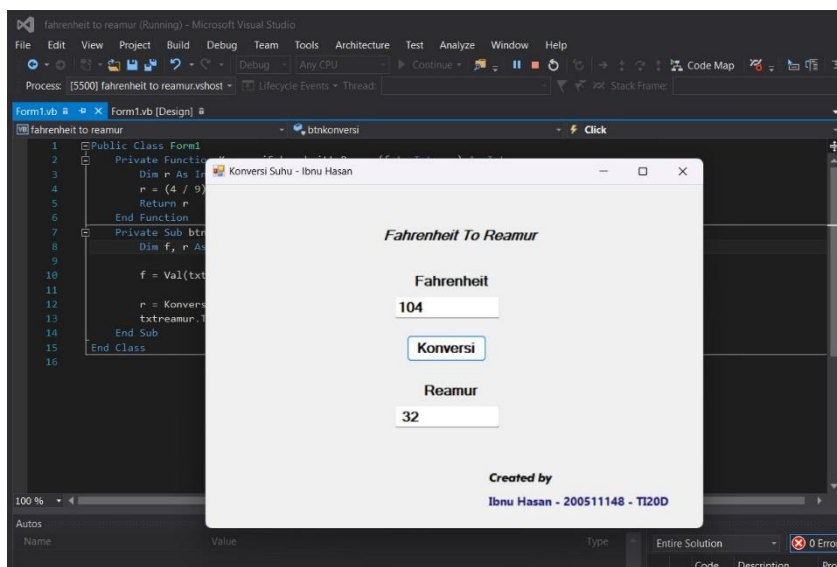 fahrenheit to reamur (Running) - Microsoft Visual Studio
File Edit View Project Build Debug Team Tools Architecture Test Analyze Window Help
Debug Any CPU Continue Code Map
Process: [5500] fahrenheit to reamur.vshost Lifecycle Events Thread: Stack Frame:
Form1.vb Form1.vb [Design]
fahrenheit to reamur btnkonversi Click
1 Public Class Form1
2 Private Functio
3 Dim r As In
4 r = (4 / 9)
5 Return r
6 End Function
7 Private Sub btn
8 Dim f, r As
9
10 f = Val(txt
11
12 r = Konvers
13 txtreamur.T
14 End Sub
15 End Class
16
Konversi Suhu - Ibnu Hasan
Fahrenheit To Reamur
Fahrenheit
104
Konversi
Reamur
32
Created by
Ibnu Hasan - 200511148 - TI20D
100 %
Autos
Name Value Type
Entire Solution 0 Erro
Code Description Pro